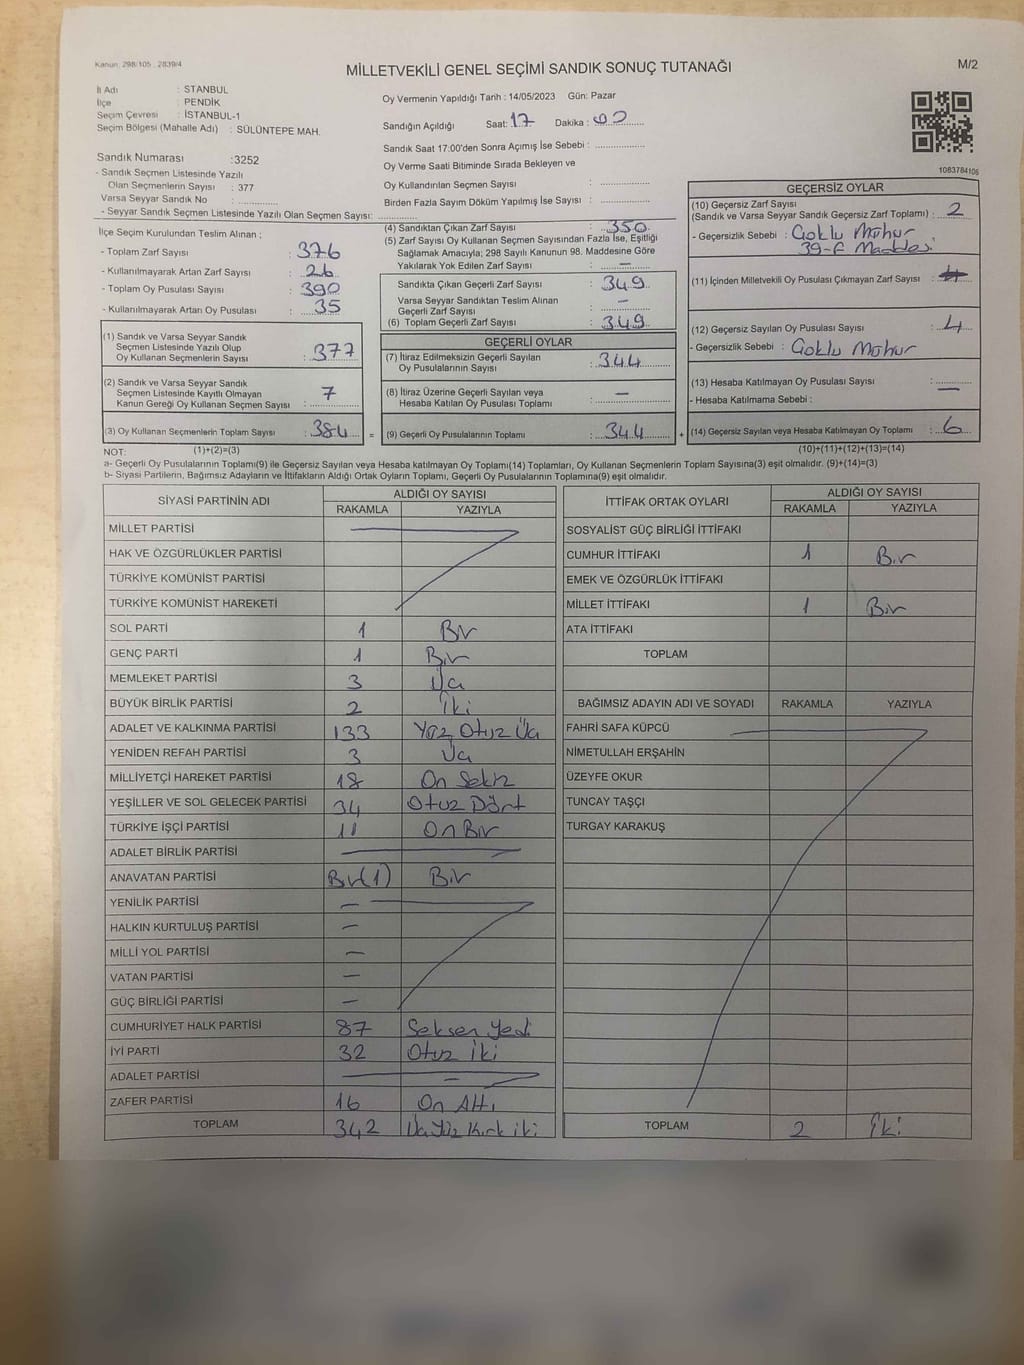 Kanun: 298/105 , 2839/4
MİLLETVEKİLİ GENEL SEÇİMİ SANDIK SONUÇ TUTANAĞI
M/2
İl Adı : STANBUL
İlçe : PENDİK
Seçim Çevresi : İSTANBUL-1
Seçim Bölgesi (Mahalle Adı) : SÜLÜNTEPE MAH.
Sandık Numarası :3252
- Sandık Seçmen Listesinde Yazılı
Olan Seçmenlerin Sayısı : 377
Varsa Seyyar Sandık No : ..............
- Seyyar Sandık Seçmen Listesinde Yazılı Olan Seçmen Sayısı: ..............
Oy Vermenin Yapıldığı Tarih : 14/05/2023 Gün: Pazar
Sandığın Açıldığı Saat: 17 Dakika :
Sandık Saat 17:00'den Sonra Açımış İse Sebebi : ................
Oy Verme Saati Bitiminde Sırada Bekleyen ve
Oy Kullandırılan Seçmen Sayısı : ................
Birden Fazla Sayım Döküm Yapılmış İse Sayısı : ................
1083784106
İlçe Seçim Kurulundan Teslim Alınan ;
- Toplam Zarf Sayısı : 376
- Kullanılmayarak Artan Zarf Sayısı : 26
- Toplam Oy Pusulası Sayısı : 390
- Kullanılmayarak Artan Oy Pusulası : 35
(1) Sandık ve Varsa Seyyar Sandık
Seçmen Listesinde Yazılı Olup
Oy Kullanan Seçmenlerin Sayısı : 377
(2) Sandık ve Varsa Seyyar Sandık
Seçmen Listesinde Kayıtlı Olmayan
Kanun Gereği Oy Kullanan Seçmen Sayısı : 7
(3) Oy Kullanan Seçmenlerin Toplam Sayısı : 384 =
(4) Sandıktan Çıkan Zarf Sayısı : 350
(5) Zarf Sayısı Oy Kullanan Seçmen Sayısından Fazla İse, Eşitliği
Sağlamak Amacıyla; 298 Sayılı Kanunun 98. Maddesine Göre
Yakılarak Yok Edilen Zarf Sayısı : —
Sandıkta Çıkan Geçerli Zarf Sayısı : 349
Varsa Seyyar Sandıktan Teslim Alınan
Geçerli Zarf Sayısı : —
(6) Toplam Geçerli Zarf Sayısı : 349
GEÇERLİ OYLAR
(7) İtiraz Edilmeksizin Geçerli Sayılan
Oy Pusulalarının Sayısı : 344
(8) İtiraz Üzerine Geçerli Sayılan veya
Hesaba Katılan Oy Pusulası Toplamı : —
(9) Geçerli Oy Pusulalarının Toplamı : 344 +
GEÇERSİZ OYLAR
(10) Geçersiz Zarf Sayısı
(Sandık ve Varsa Seyyar Sandık Geçersiz Zarf Toplamı) : 2
- Geçersizlik Sebebi : Çoklu Mühür
39-F Maddesi
(11) İçinden Milletvekili Oy Pusulası Çıkmayan Zarf Sayısı :
(12) Geçersiz Sayılan Oy Pusulası Sayısı : 4
- Geçersizlik Sebebi : Çoklu Mühür
(13) Hesaba Katılmayan Oy Pusulası Sayısı : —
- Hesaba Katılmama Sebebi :
(14) Geçersiz Sayılan veya Hesaba Katılmayan Oy Toplamı : 6
NOT: (1)+(2)=(3) (10)+(11)+(12)+(13)=(14)
a- Geçerli Oy Pusulalarının Toplamı(9) ile Geçersiz Sayılan veya Hesaba katılmayan Oy Toplamı(14) Toplamları, Oy Kullanan Seçmenlerin Toplam Sayısına(3) eşit olmalıdır. (9)+(14)=(3)
b- Siyasi Partilerin, Bağımsız Adayların ve İttifakların Aldığı Ortak Oyların Toplamı, Geçerli Oy Pusulalarının Toplamına(9) eşit olmalıdır.
SİYASİ PARTİNİN ADI ALDIĞI OY SAYISI
RAKAMLA YAZIYLA
MİLLET PARTİSİ
HAK VE ÖZGÜRLÜKLER PARTİSİ
TÜRKİYE KOMÜNİST PARTİSİ
TÜRKİYE KOMÜNİST HAREKETİ
SOL PARTİ 1 Bir
GENÇ PARTİ 1 Bir
MEMLEKET PARTİSİ 3 Üç
BÜYÜK BİRLİK PARTİSİ 2 İki
ADALET VE KALKINMA PARTİSİ 133 Yüz Otuz Üç
YENİDEN REFAH PARTİSİ 3 Üç
MİLLİYETÇİ HAREKET PARTİSİ 18 On Sekiz
YEŞİLLER VE SOL GELECEK PARTİSİ 34 Otuz Dört
TÜRKİYE İŞÇİ PARTİSİ 11 On Bir
ADALET BİRLİK PARTİSİ
ANAVATAN PARTİSİ Bir(1) Bir
YENİLİK PARTİSİ —
HALKIN KURTULUŞ PARTİSİ —
MİLLİ YOL PARTİSİ —
VATAN PARTİSİ —
GÜÇ BİRLİĞİ PARTİSİ —
CUMHURİYET HALK PARTİSİ 87 Seksen Yedi
İYİ PARTİ 32 Otuz İki
ADALET PARTİSİ —
ZAFER PARTİSİ 16 On Altı
TOPLAM 342 Üç Yüz Kırk iki
İTTİFAK ORTAK OYLARI ALDIĞI OY SAYISI
RAKAMLA YAZIYLA
SOSYALİST GÜÇ BİRLİĞİ İTTİFAKI
CUMHUR İTTİFAKI 1 Bir
EMEK VE ÖZGÜRLÜK İTTİFAKI
MİLLET İTTİFAKI 1 Bir
ATA İTTİFAKI
TOPLAM
BAĞIMSIZ ADAYIN ADI VE SOYADI RAKAMLA YAZIYLA
FAHRİ SAFA KÜPCÜ
NİMETULLAH ERŞAHİN
ÜZEYFE OKUR
TUNCAY TAŞÇI
TURGAY KARAKUŞ
TOPLAM 2 İki